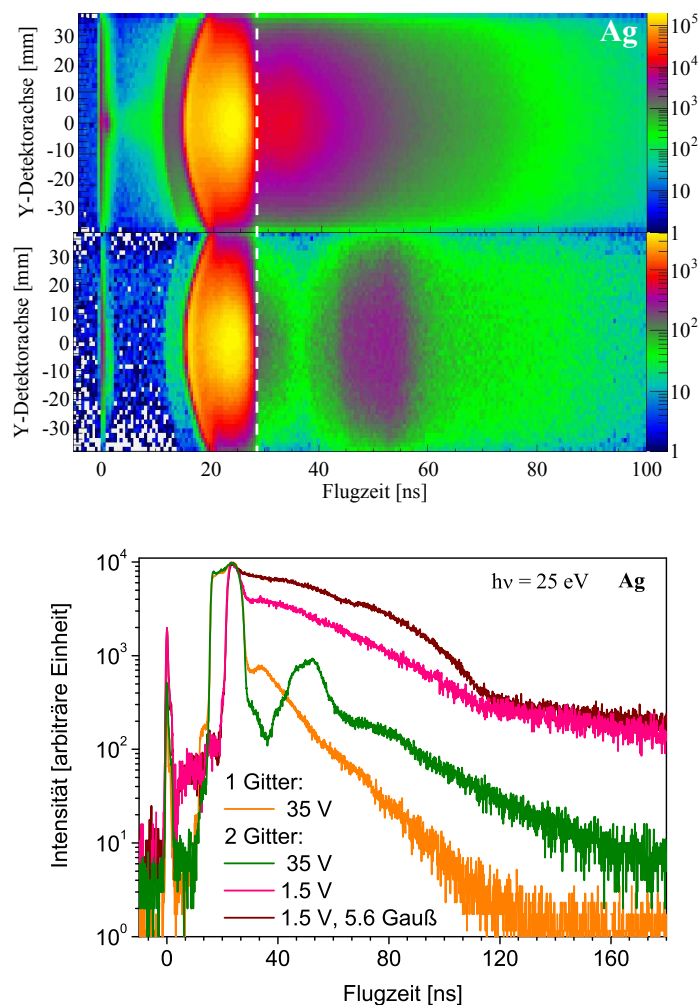 Ag
Y-Detektorachse [mm]
30
20
10
0
-10
-20
-30
10⁵
10⁴
10³
10²
10
1
Y-Detektorachse [mm]
30
20
10
0
-10
-20
-30
10³
10²
10
1
0 20 40 60 80 100
Flugzeit [ns]
Intensität [arbiträre Einheit]
10⁴
10³
10²
10¹
10⁰
hν = 25 eV Ag
1 Gitter:
35 V
2 Gitter:
35 V
1.5 V
1.5 V, 5.6 Gauß
0 40 80 120 160
Flugzeit [ns]